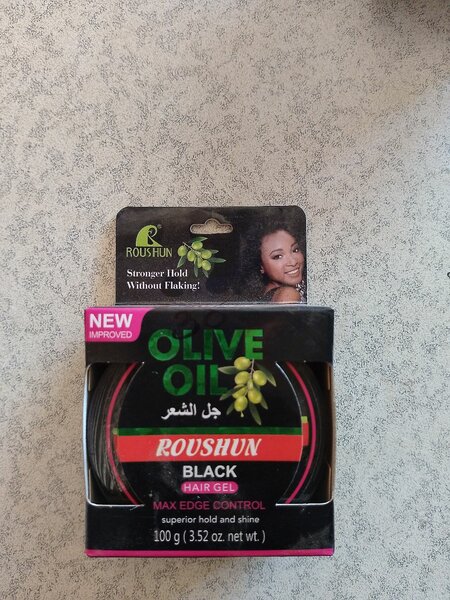 ROUSHUN
Stronger Hold
Without Flaking!
NEW
IMPROVED
OLIVE
OIL
جل الشعر
ROUSHUN
BLACK
HAIR GEL
MAX EDGE CONTROL
superior hold and shine
100 g ( 3.52 oz. net wt. )